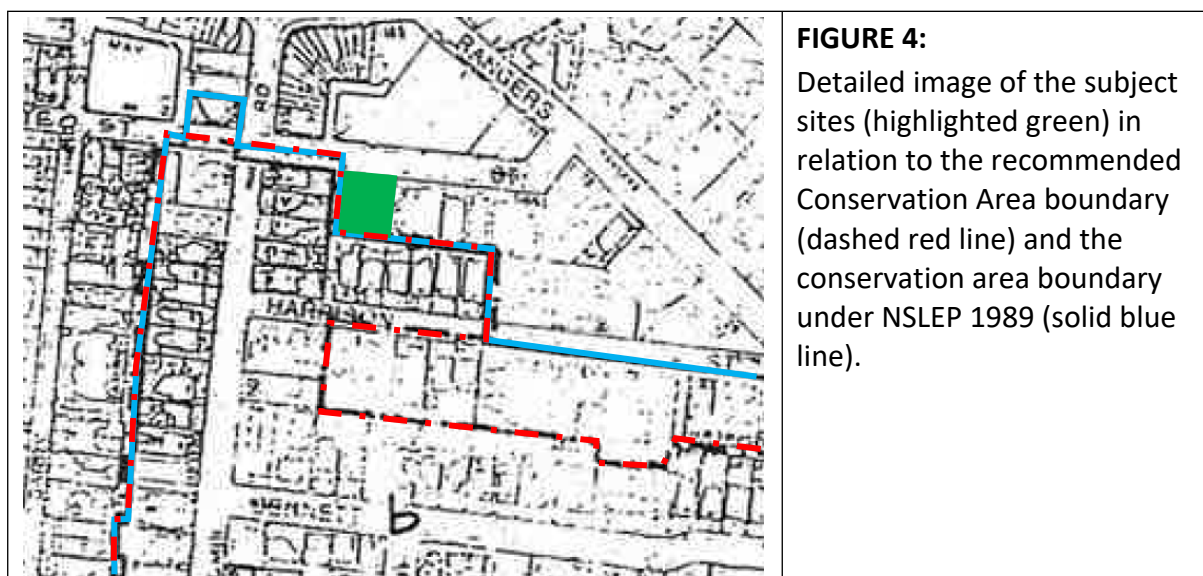 RANGERS
MAY
RD
HARRISON
b
FIGURE 4:
Detailed image of the subject
sites (highlighted green) in
relation to the recommended
Conservation Area boundary
(dashed red line) and the
conservation area boundary
under NSLEP 1989 (solid blue
line).